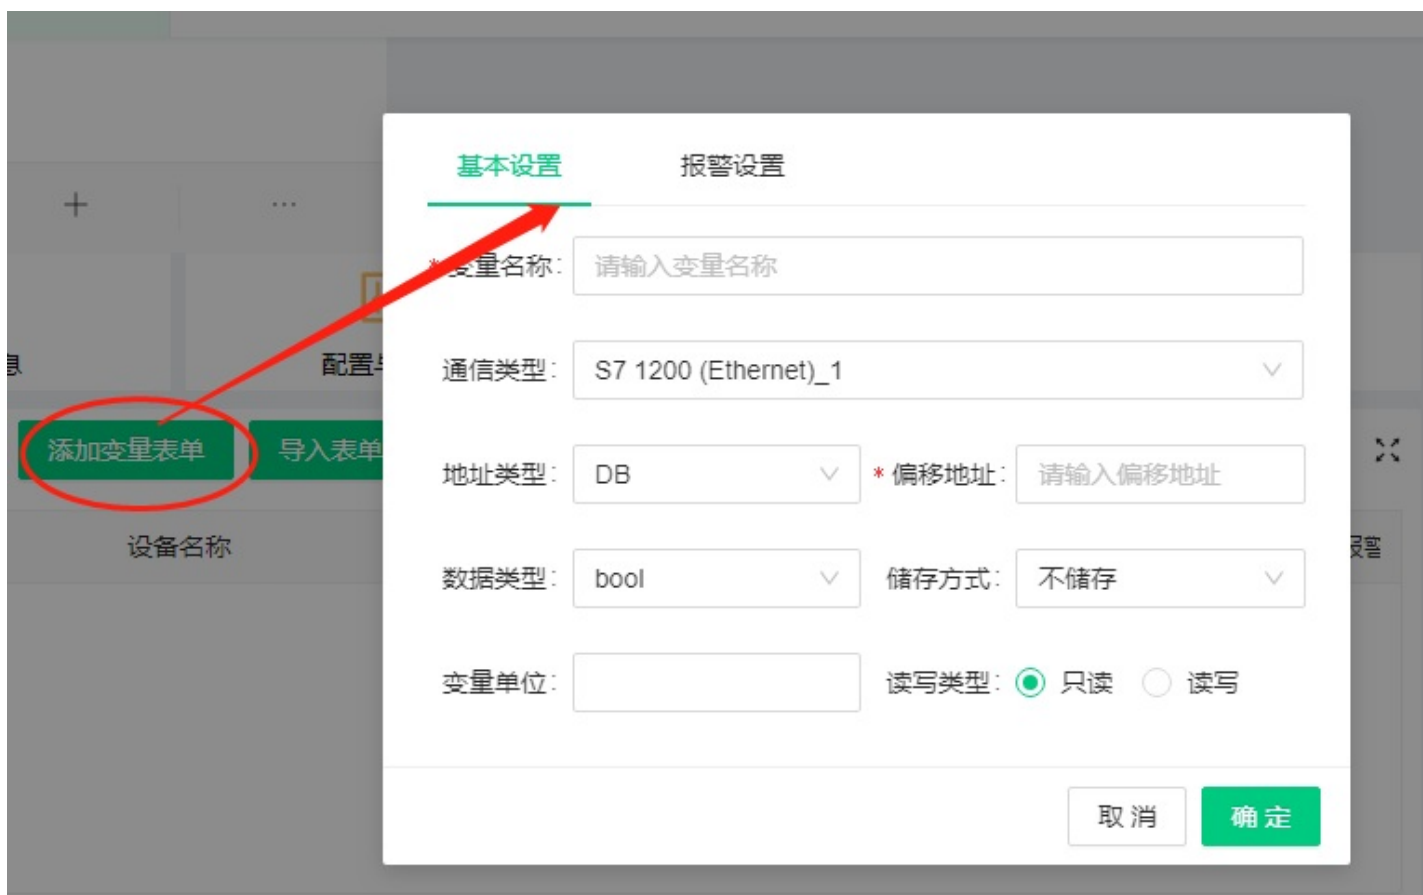 基本设置 报警设置
* 变量名称: 请输入变量名称
通信类型: S7 1200 (Ethernet)_1
息 配置与
添加变量表单 导入表单
地址类型: DB * 偏移地址: 请输入偏移地址
设备名称 报警
数据类型: bool 储存方式: 不储存
变量单位: 读写类型: 只读 读写
取消 确定